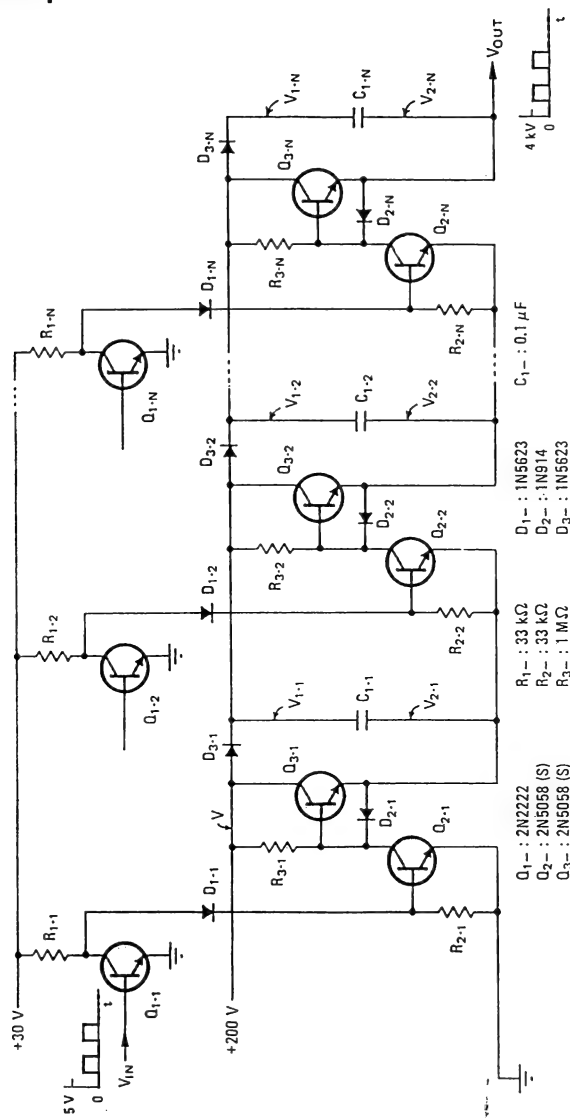 +30 V
R1-1
R1-2
R1-N
5 V
0
t
VIN
Q1-1
Q1-2
Q1-N
D1-1
D1-2
D1-N
+200 V
V
D3-1
D3-2
D3-N
R3-1
Q3-1
V1-1
R3-2
Q3-2
V1-2
R3-N
Q3-N
V1-N
D2-1
C1-1
D2-2
C1-2
D2-N
C1-N
Q2-1
V2-1
Q2-2
V2-2
Q2-N
V2-N
R2-1
R2-2
R2-N
VOUT
4 kV
0
t
Q1– : 2N2222
Q2– : 2N5058 (S)
Q3– : 2N5058 (S)
R1– : 33 kΩ
R2– : 33 kΩ
R3– : 1 MΩ
D1– : 1N5623
D2– : 1N914
D3– : 1N5623
C1– : 0.1 μF